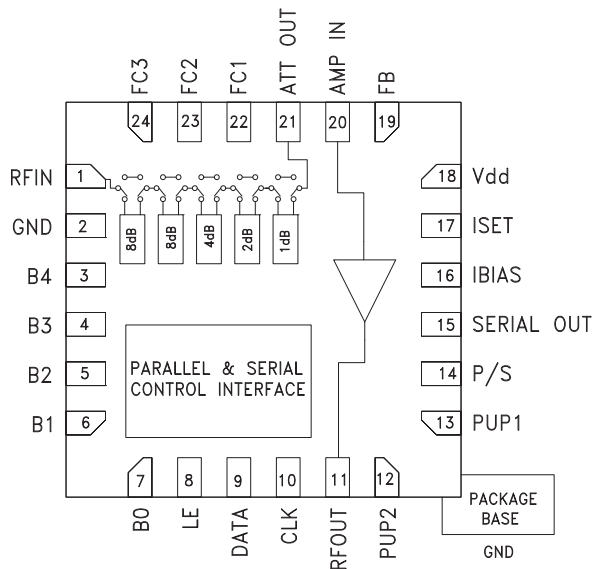 FC3
FC2
FC1
ATT OUT
AMP IN
FB
24
23
22
21
20
19
RFIN 1
GND 2
B4 3
B3 4
B2 5
B1 6
8dB
8dB
4dB
2dB
1dB
18 Vdd
17 ISET
16 IBIAS
15 SERIAL OUT
14 P/S
13 PUP1
PARALLEL & SERIAL
CONTROL INTERFACE
7
8
9
10
11
12
B0
LE
DATA
CLK
RFOUT
PUP2
PACKAGE
BASE
GND